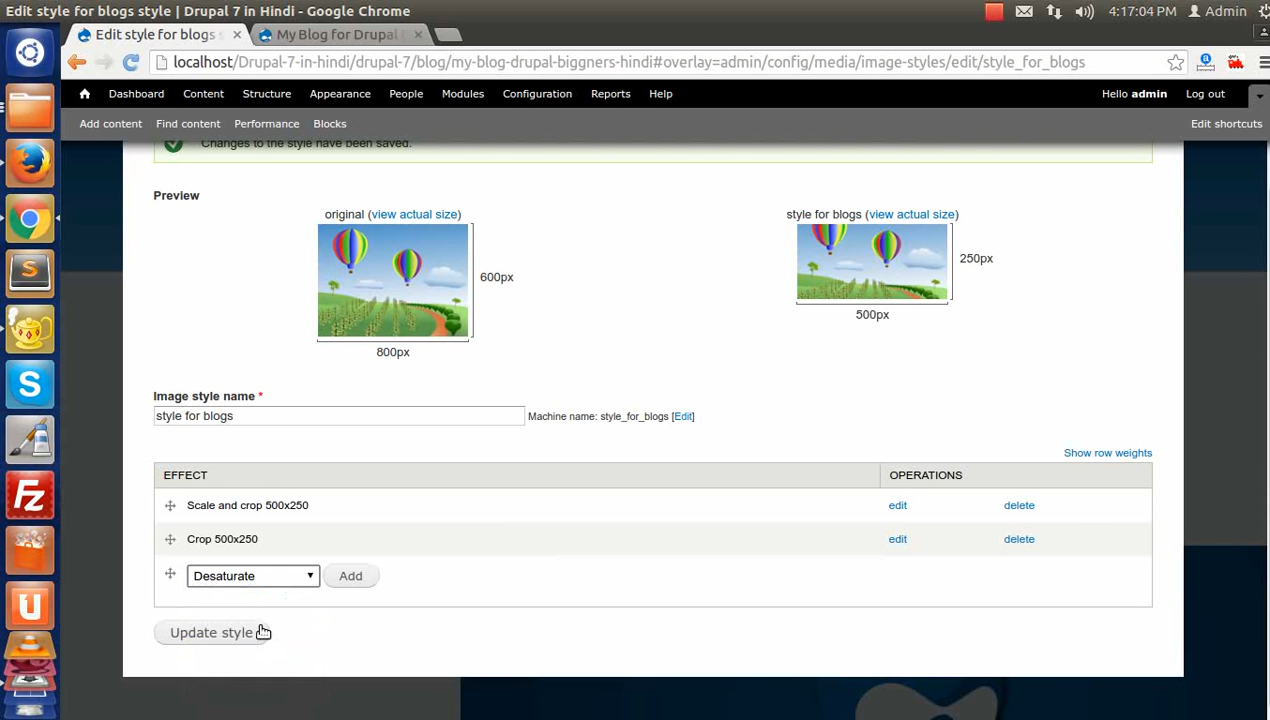 Edit style for blogs style | Drupal 7 in Hindi - Google Chrome
4:17:04 PM Admin
Edit style for blogs s
My Blog for Drupal
localhost/Drupal-7-in-hindi/drupal-7/blog/my-blog-drupal-biggners-hindi#overlay=admin/config/media/image-styles/edit/style_for_blogs
Dashboard Content Structure Appearance People Modules Configuration Reports Help Hello admin Log out
Add content Find content Performance Blocks Edit shortcuts
Changes to the style have been saved.
Preview
original (view actual size)
style for blogs (view actual size)
600px
250px
800px
500px
Image style name *
style for blogs
Machine name: style_for_blogs [Edit]
Show row weights
EFFECT OPERATIONS
Scale and crop 500x250 edit delete
Crop 500x250 edit delete
Desaturate Add
Update style